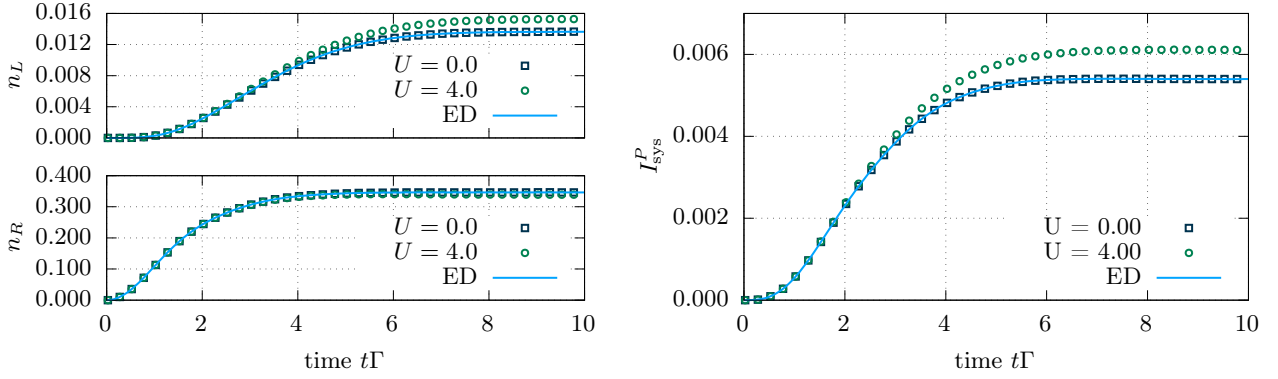 0.016
0.012
0.008
0.004
0.000
n_L
U = 0.0
U = 4.0
ED
0.400
0.300
0.200
0.100
0.000
n_R
U = 0.0
U = 4.0
ED
0 2 4 6 8 10
time tΓ
0.006
0.004
0.002
0.000
I^P_sys
U = 0.00
U = 4.00
ED
0 2 4 6 8 10
time tΓ